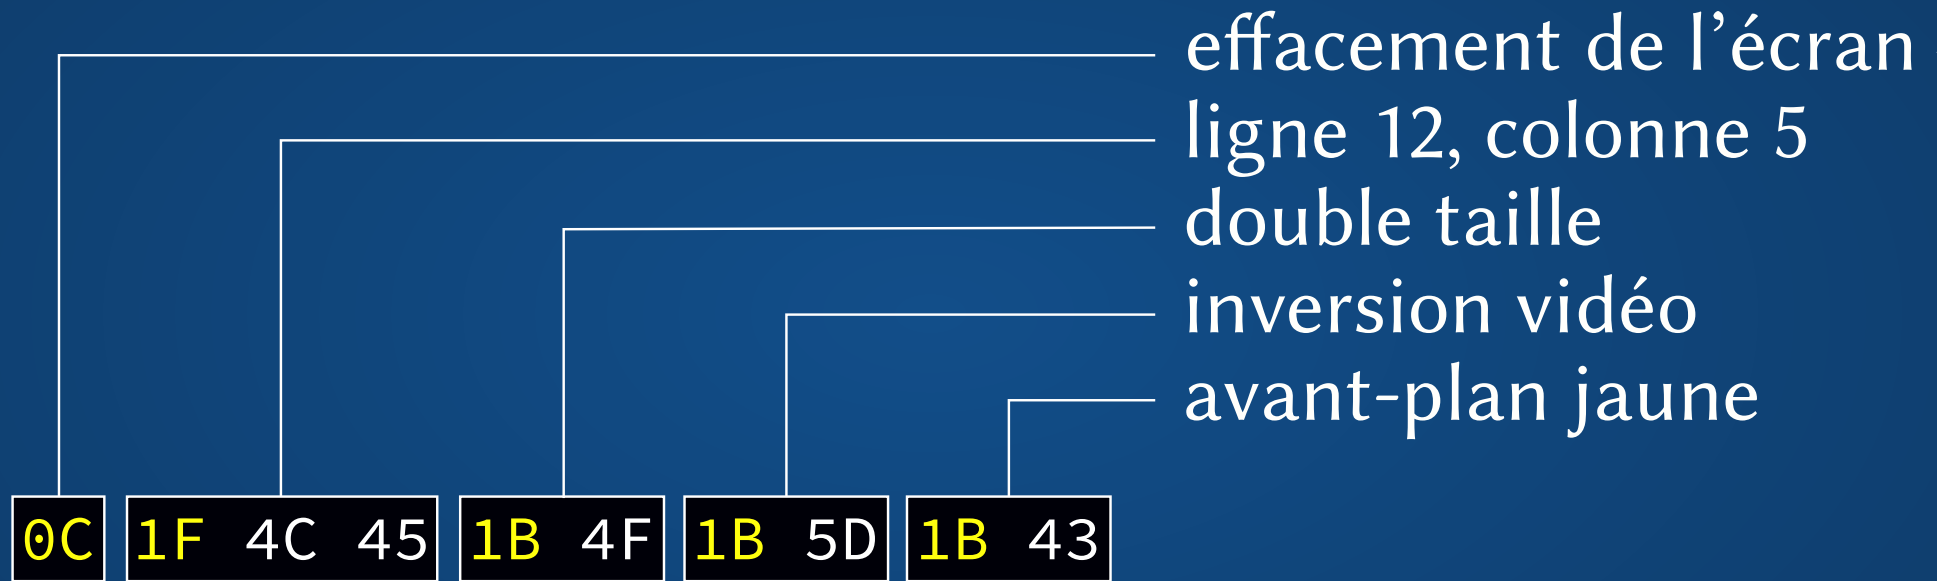 effacement de l’écran
ligne 12, colonne 5
double taille
inversion vidéo
avant-plan jaune
0C 1F 4C 45 1B 4F 1B 5D 1B 43